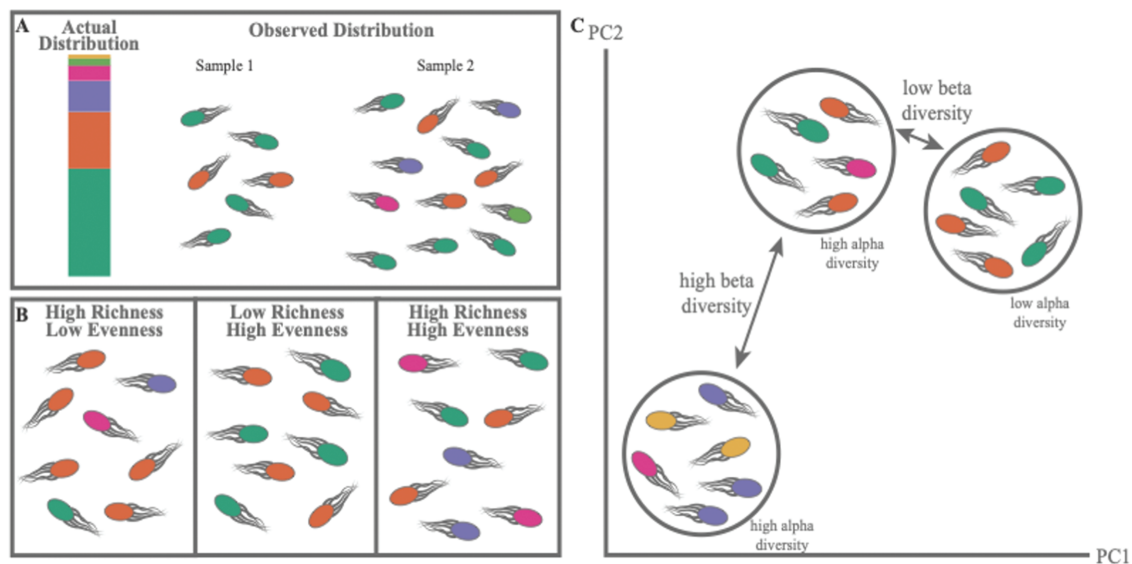 A
Actual
Distribution
Observed Distribution
Sample 1
Sample 2
B
High Richness
Low Evenness
Low Richness
High Evenness
High Richness
High Evenness
C
PC2
low beta
diversity
high alpha
diversity
low alpha
diversity
high beta
diversity
high alpha
diversity
PC1